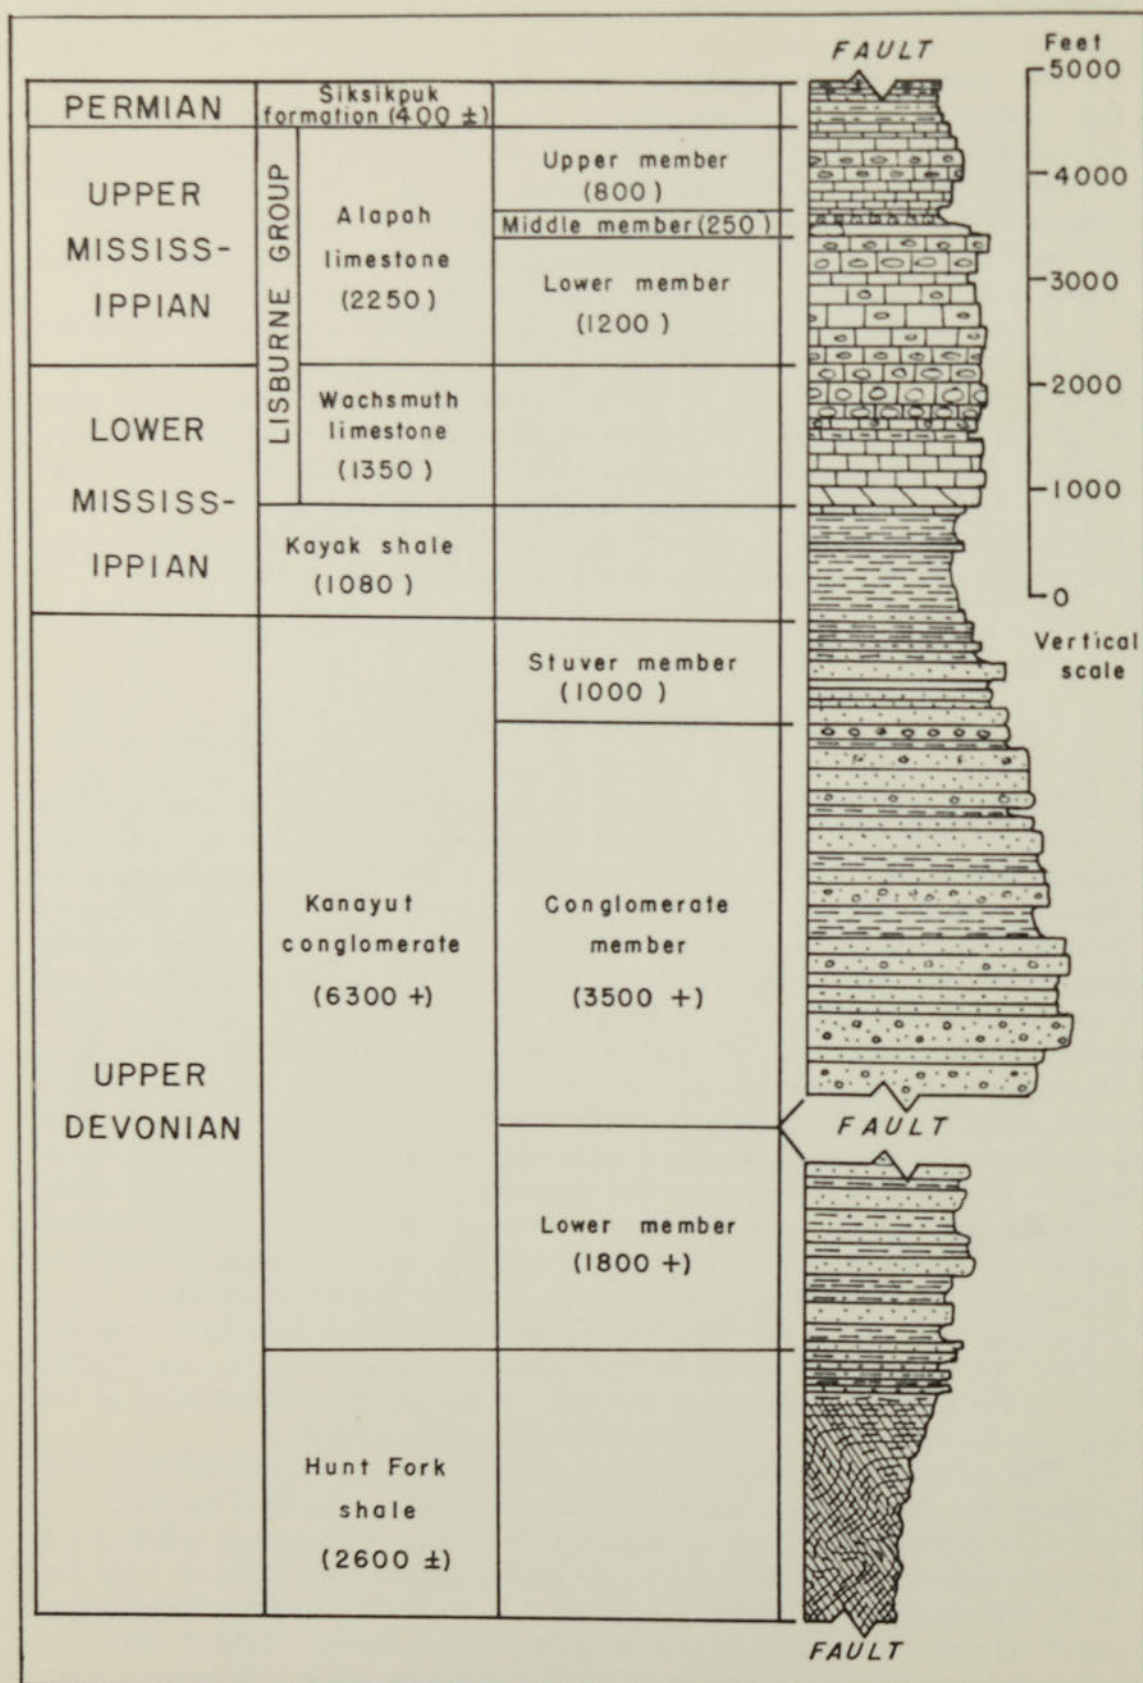 FAULT
Feet
5000
4000
3000
2000
1000
0
Vertical
scale
PERMIAN
Siksikpuk
formation (400 ±)
UPPER
MISSISS-
IPPIAN
LISBURNE GROUP
Alapah
limestone
(2250)
Upper member
(800)
Middle member (250)
Lower member
(1200)
LOWER
MISSISS-
IPPIAN
Wachsmuth
limestone
(1350)
Kayak shale
(1080)
UPPER
DEVONIAN
Kanayut
conglomerate
(6300 +)
Stuver member
(1000)
Conglomerate
member
(3500 +)
FAULT
Lower member
(1800 +)
Hunt Fork
shale
(2600 ±)
FAULT